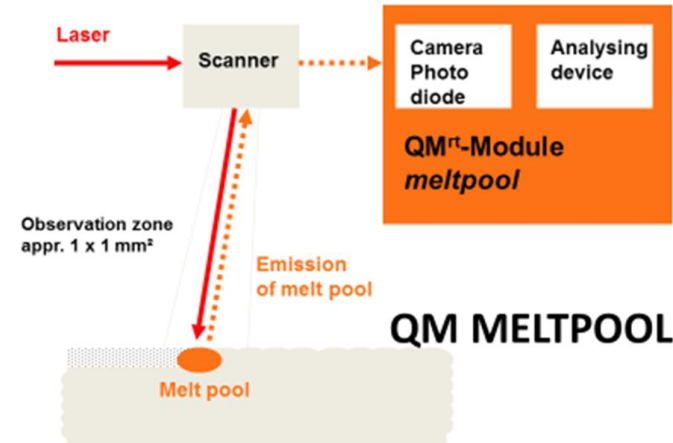 Laser
Scanner
Camera
Photo
diode
Analysing
device
QMʳᵗ-Module
meltpool
Observation zone
appr. 1 x 1 mm²
Emission
of melt pool
QM MELTPOOL
Melt pool